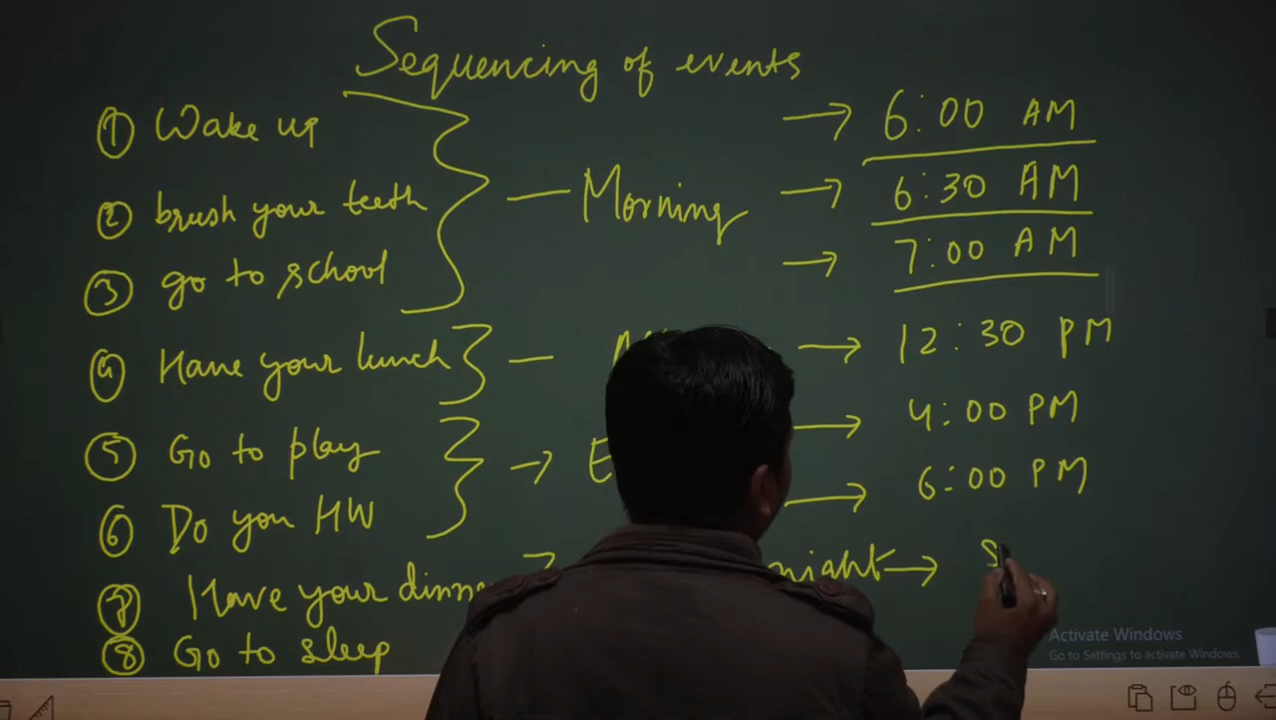 Sequencing of events
① Wake up → 6:00 AM
② brush your teeth — Morning → 6:30 AM
③ go to school → 7:00 AM
④ Have your lunch — → 12:30 PM
⑤ Go to play → 4:00 PM
→
⑥ Do you HW → 6:00 PM
⑦ Have your night →
⑧ Go to sleep
Activate Windows
Go to Settings to activate Windows.